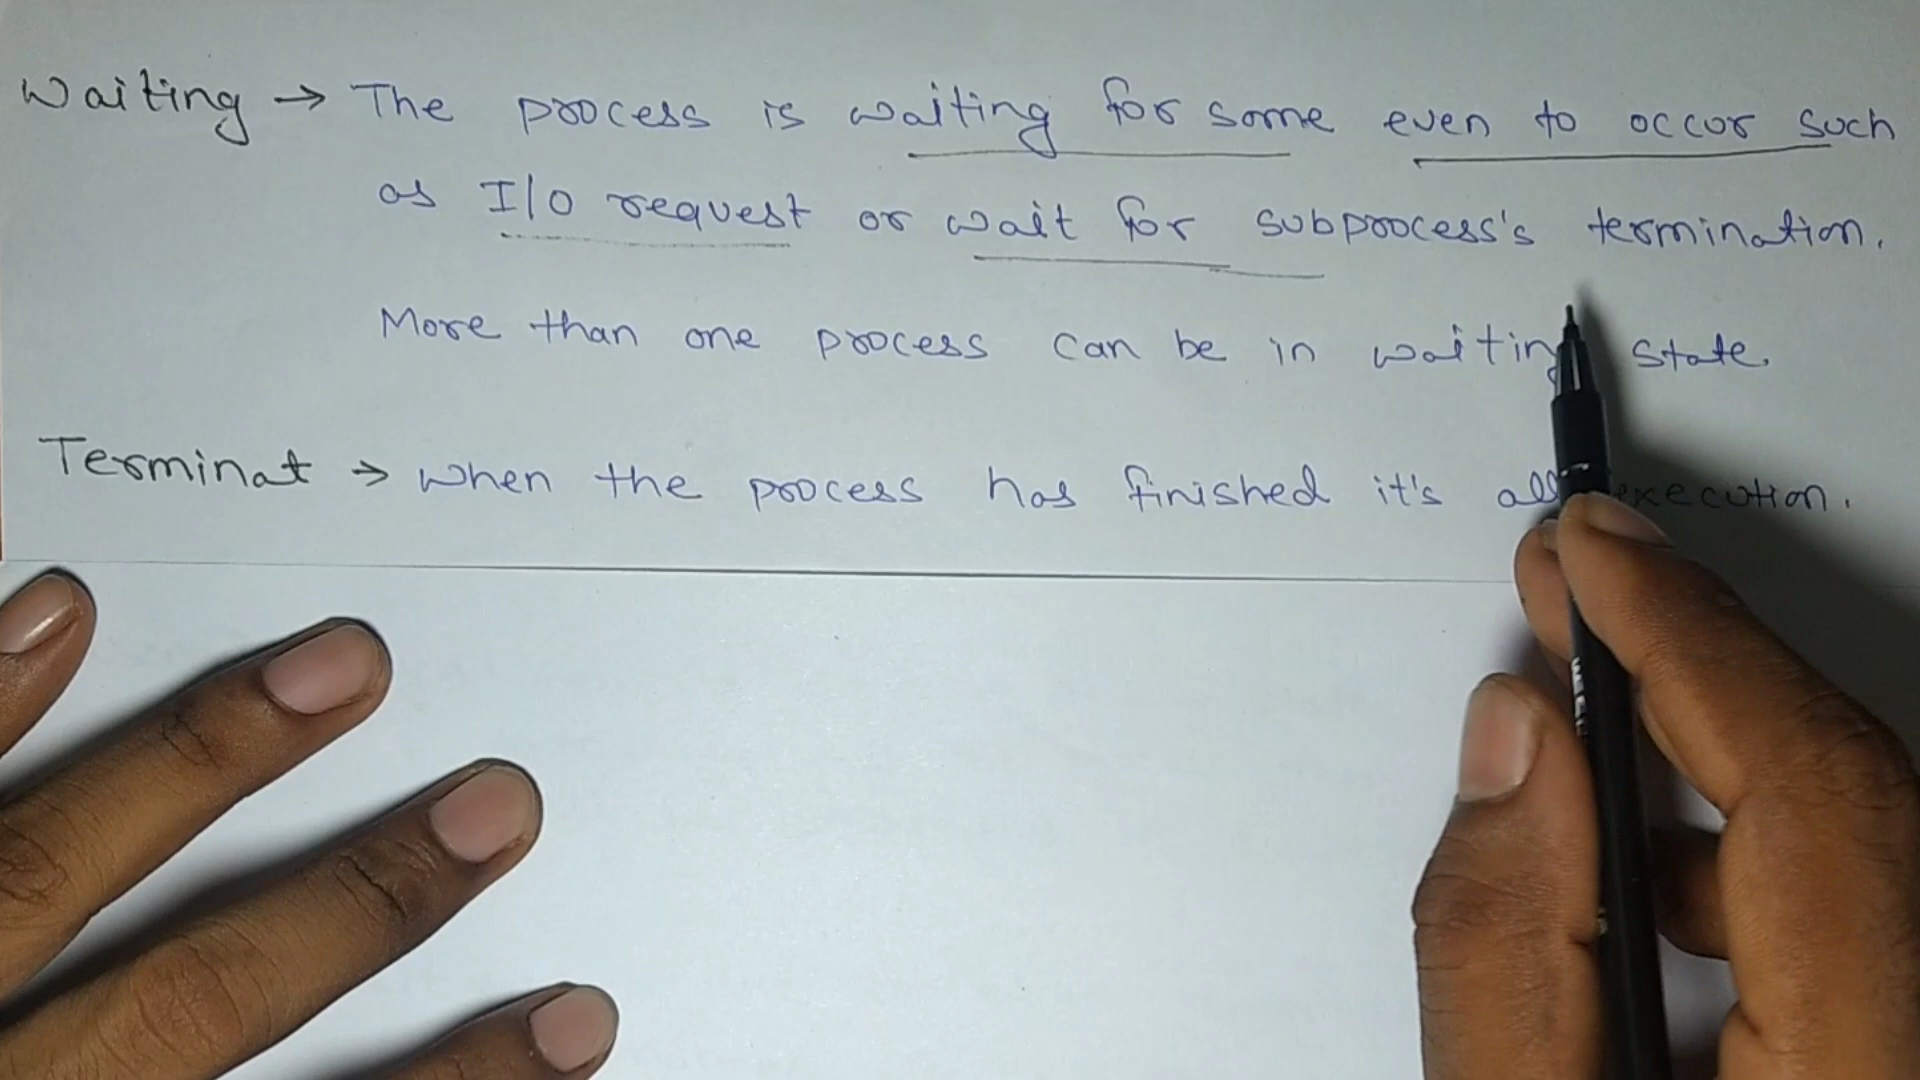 Waiting → The process is waiting for some even to occur such
as I/O request or wait for subprocess's termination.
More than one process can be in waiting state.
Terminat → when the process has finished it's all execution.